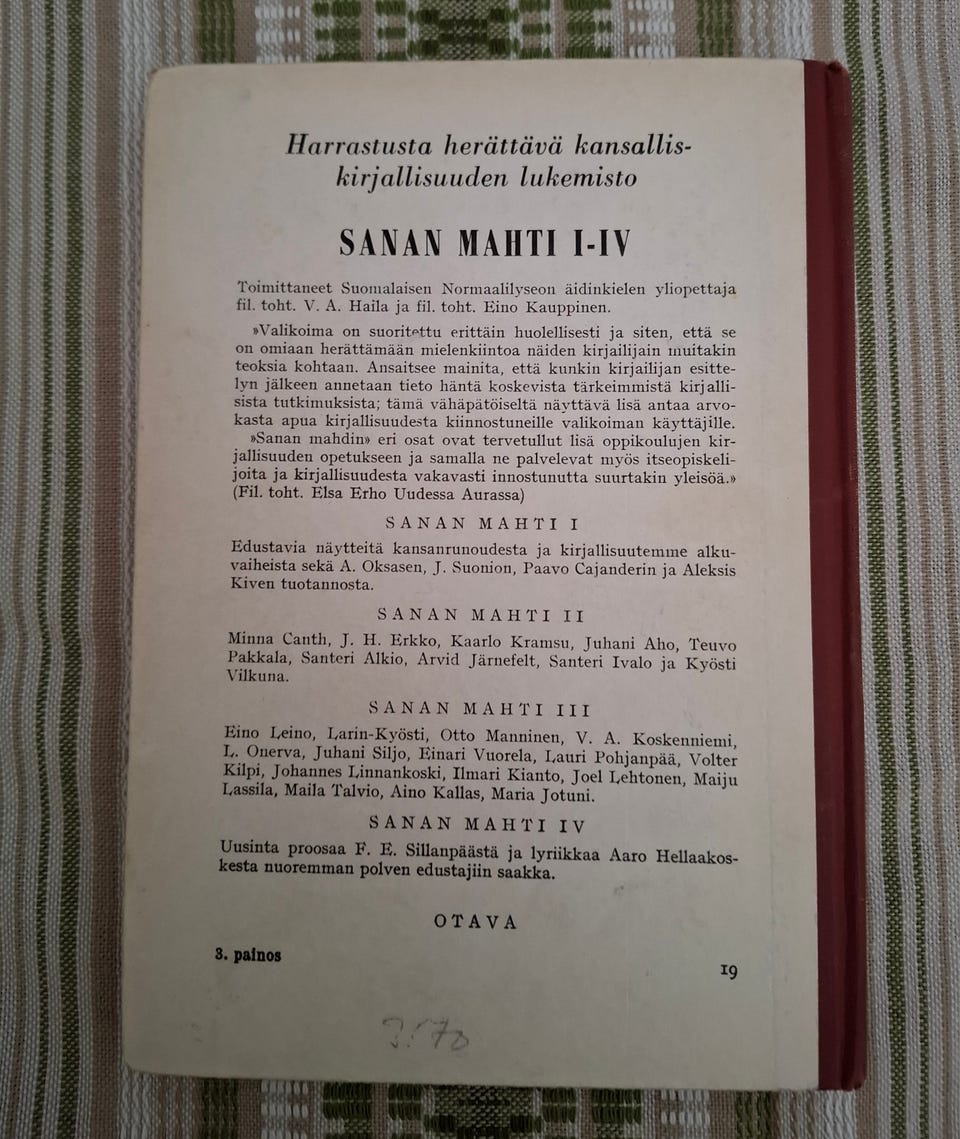 Harrastusta herättävä kansallis-
kirjallisuuden lukemisto
SANAN MAHTI I-IV
Toimittaneet Suomalaisen Normaalilyseon äidinkielen yliopettaja
fil. toht. V. A. Haila ja fil. toht. Eino Kauppinen.
»Valikoima on suoritettu erittäin huolellisesti ja siten, että se
on omiaan herättämään mielenkiintoa näiden kirjailijain muitakin
teoksia kohtaan. Ansaitsee mainita, että kunkin kirjailijan esitte-
lyn jälkeen annetaan tieto häntä koskevista tärkeimmistä kirjalli-
sista tutkimuksista; tämä vähäpätöiseltä näyttävä lisä antaa arvo-
kasta apua kirjallisuudesta kiinnostuneille valikoiman käyttäjille.
»Sanan mahdin» eri osat ovat tervetullut lisä oppikoulujen kir-
jallisuuden opetukseen ja samalla ne palvelevat myös itseopiskeli-
joita ja kirjallisuudesta vakavasti innostunutta suurtakin yleisöä.»
(Fil. toht. Elsa Erho Uudessa Aurassa)
SANAN MAHTI I
Edustavia näytteitä kansanrunoudesta ja kirjallisuutemme alku-
vaiheista sekä A. Oksasen, J. Suonion, Paavo Cajanderin ja Aleksis
Kiven tuotannosta.
SANAN MAHTI II
Minna Canth, J. H. Erkko, Kaarlo Kramsu, Juhani Aho, Teuvo
Pakkala, Santeri Alkio, Arvid Järnefelt, Santeri Ivalo ja Kyösti
Vilkuna.
SANAN MAHTI III
Eino Leino, Larin-Kyösti, Otto Manninen, V. A. Koskenniemi,
L. Onerva, Juhani Siljo, Einari Vuorela, Lauri Pohjanpää, Volter
Kilpi, Johannes Linnankoski, Ilmari Kianto, Joel Lehtonen, Maiju
Lassila, Maila Talvio, Aino Kallas, Maria Jotuni.
SANAN MAHTI IV
Uusinta proosaa F. E. Sillanpäästä ja lyriikkaa Aaro Hellaakos-
kesta nuoremman polven edustajiin saakka.
OTAVA
3. painos
19